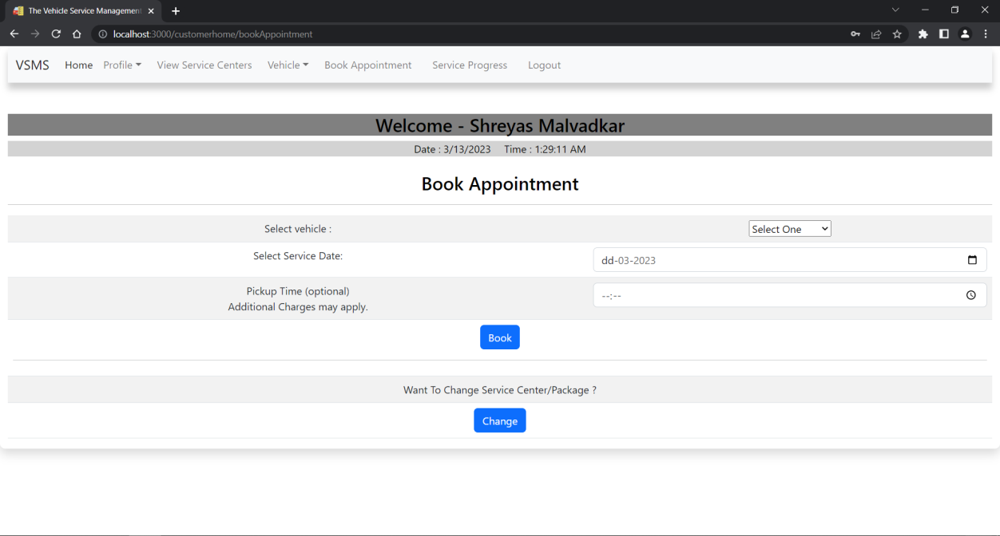 The Vehicle Service Management
localhost:3000/customerhome/bookAppointment
VSMS Home Profile View Service Centers Vehicle Book Appointment Service Progress Logout
Welcome - Shreyas Malvadkar
Date : 3/13/2023 Time : 1:29:11 AM
Book Appointment
Select vehicle : Select One
Select Service Date: dd-03-2023
Pickup Time (optional) --:--
Additional Charges may apply.
Book
Want To Change Service Center/Package ?
Change